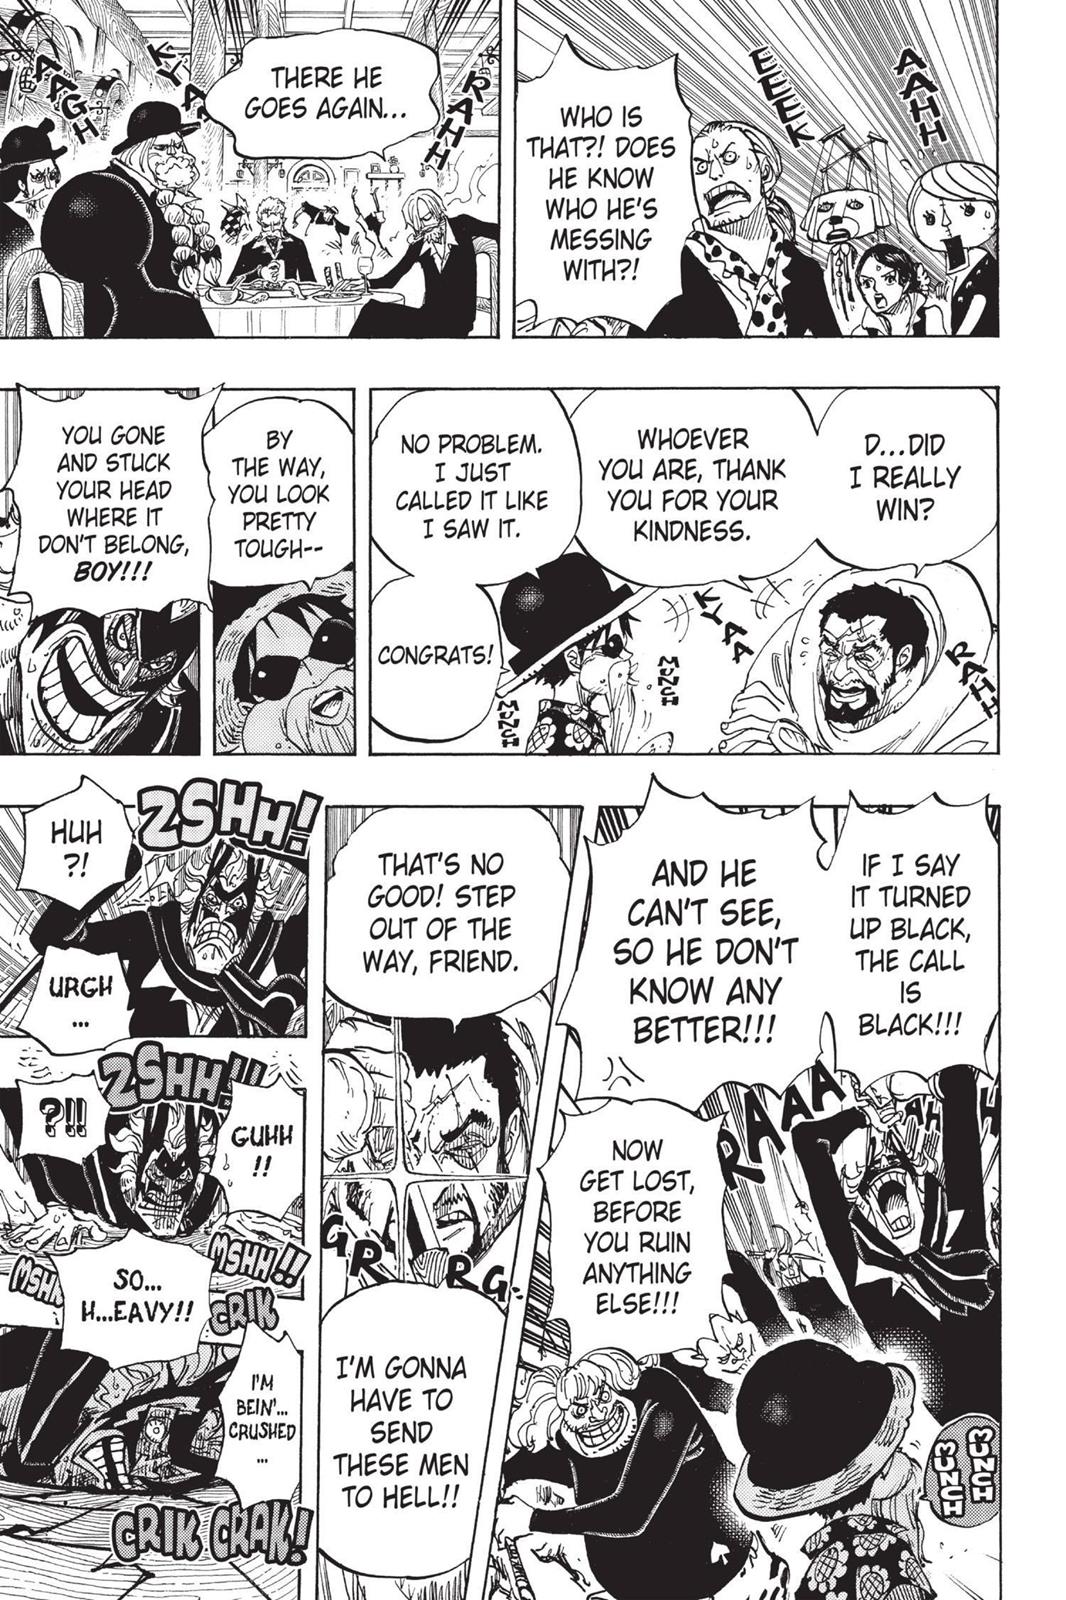 WHO IS
THAT?! DOES
HE KNOW
WHO HE'S
MESSING
WITH?!
EEEEK
AAHH
THERE HE
GOES AGAIN...
RAHH
KYAA
AAGH
D...DID
I REALLY
WIN?
WHOEVER
YOU ARE, THANK
YOU FOR YOUR
KINDNESS.
NO PROBLEM.
I JUST
CALLED IT LIKE
I SAW IT.
CONGRATS!
RAHH
KYAA
MUNCH
MUNCH
BY
THE WAY,
YOU LOOK
PRETTY
TOUGH--
YOU GONE
AND STUCK
YOUR HEAD
WHERE IT
DON'T BELONG,
BOY!!!
IF I SAY
IT TURNED
UP BLACK,
THE CALL
IS
BLACK!!!
AND HE
CAN'T SEE,
SO HE DON'T
KNOW ANY
BETTER!!!
RAAAAHHH
NOW
GET LOST,
BEFORE
YOU RUIN
ANYTHING
ELSE!!!
MUNCH
MUNCH
THAT'S NO
GOOD! STEP
OUT OF THE
WAY, FRIEND.
GRRRG..
I'M GONNA
HAVE TO
SEND
THESE MEN
TO HELL!!
ZSHH!
HUH
?!
URGH
...
ZSHH!!
?!!
GUHH
!!
MSHH!!
MSHH
SO...
H...EAVY!!
CRIK
I'M
BEIN'...
CRUSHED
...
CRIK CRAK!